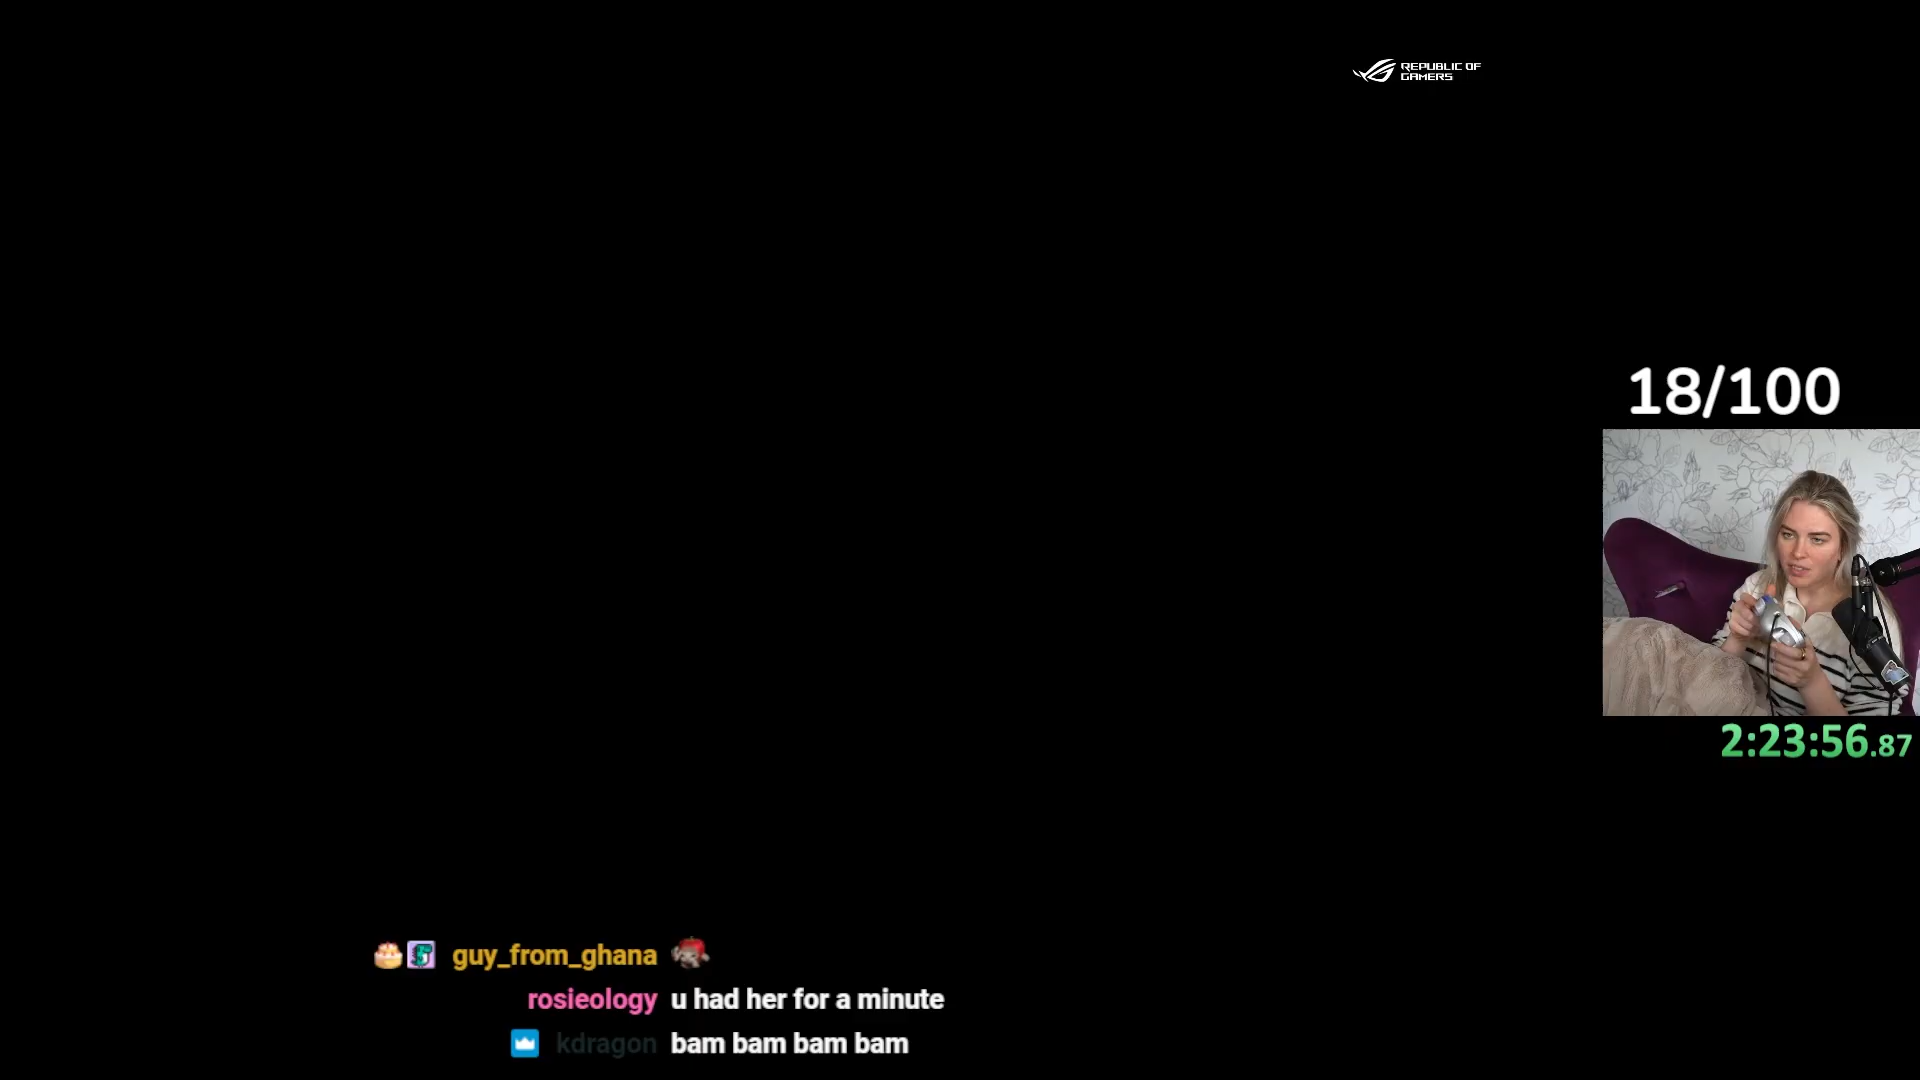 REPUBLIC OF
GAMERS
18/100
2:23:56.87
guy_from_ghana
rosieology u had her for a minute
kdragon bam bam bam bam